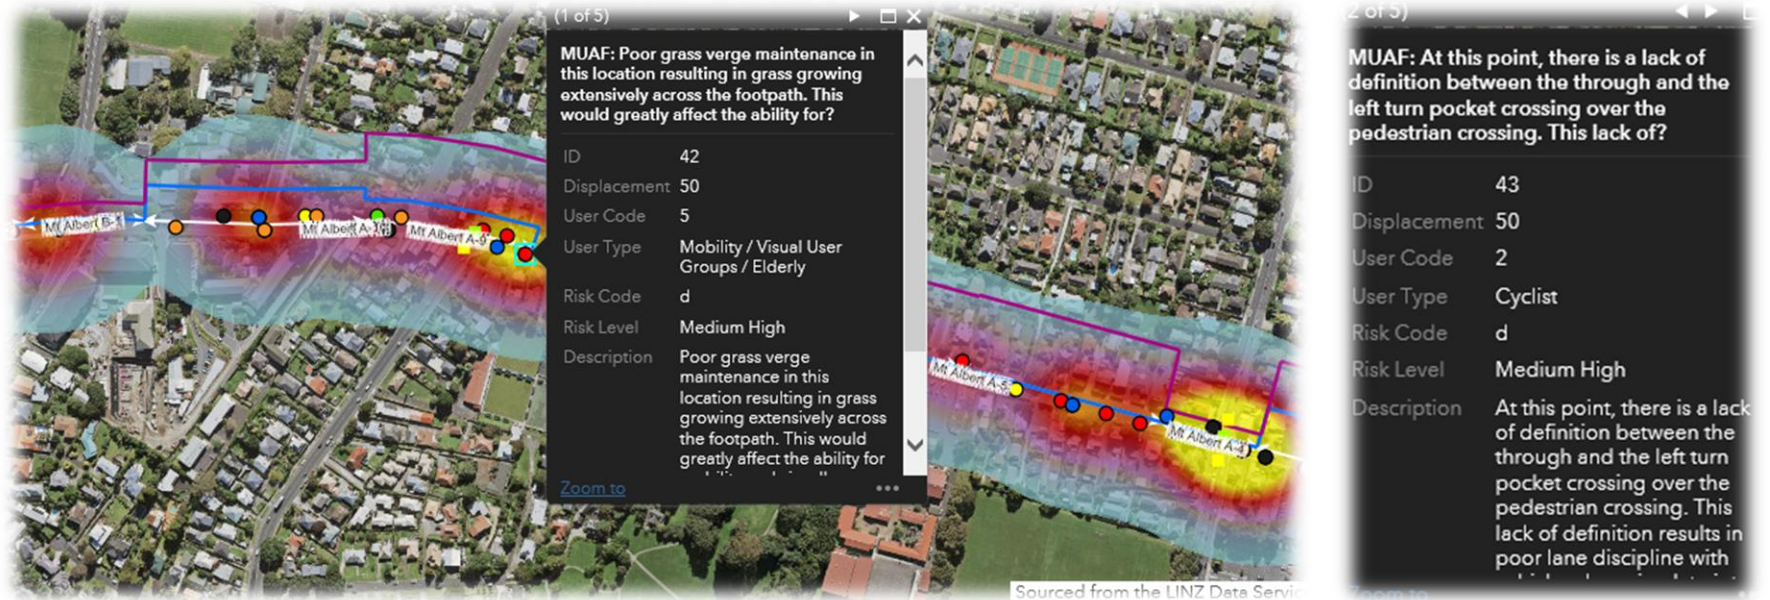 (1 of 5)
MUAF: Poor grass verge maintenance in
this location resulting in grass growing
extensively across the footpath. This
would greatly affect the ability for?
ID 42
Displacement 50
User Code 5
User Type Mobility / Visual User
Groups / Elderly
Risk Code d
Risk Level Medium High
Description Poor grass verge
maintenance in this
location resulting in grass
growing extensively across
the footpath. This would
greatly affect the ability for
Zoom to
Mt Albert A-9
Mt Albert A-5
Mt Albert A-4
Sourced from the LINZ Data Servic
2 of 5)
MUAF: At this point, there is a lack of
definition between the through and the
left turn pocket crossing over the
pedestrian crossing. This lack of?
ID 43
Displacement 50
User Code 2
User Type Cyclist
Risk Code d
Risk Level Medium High
Description At this point, there is a lack
of definition between the
through and the left turn
pocket crossing over the
pedestrian crossing. This
lack of definition results in
poor lane discipline with
Zoom to